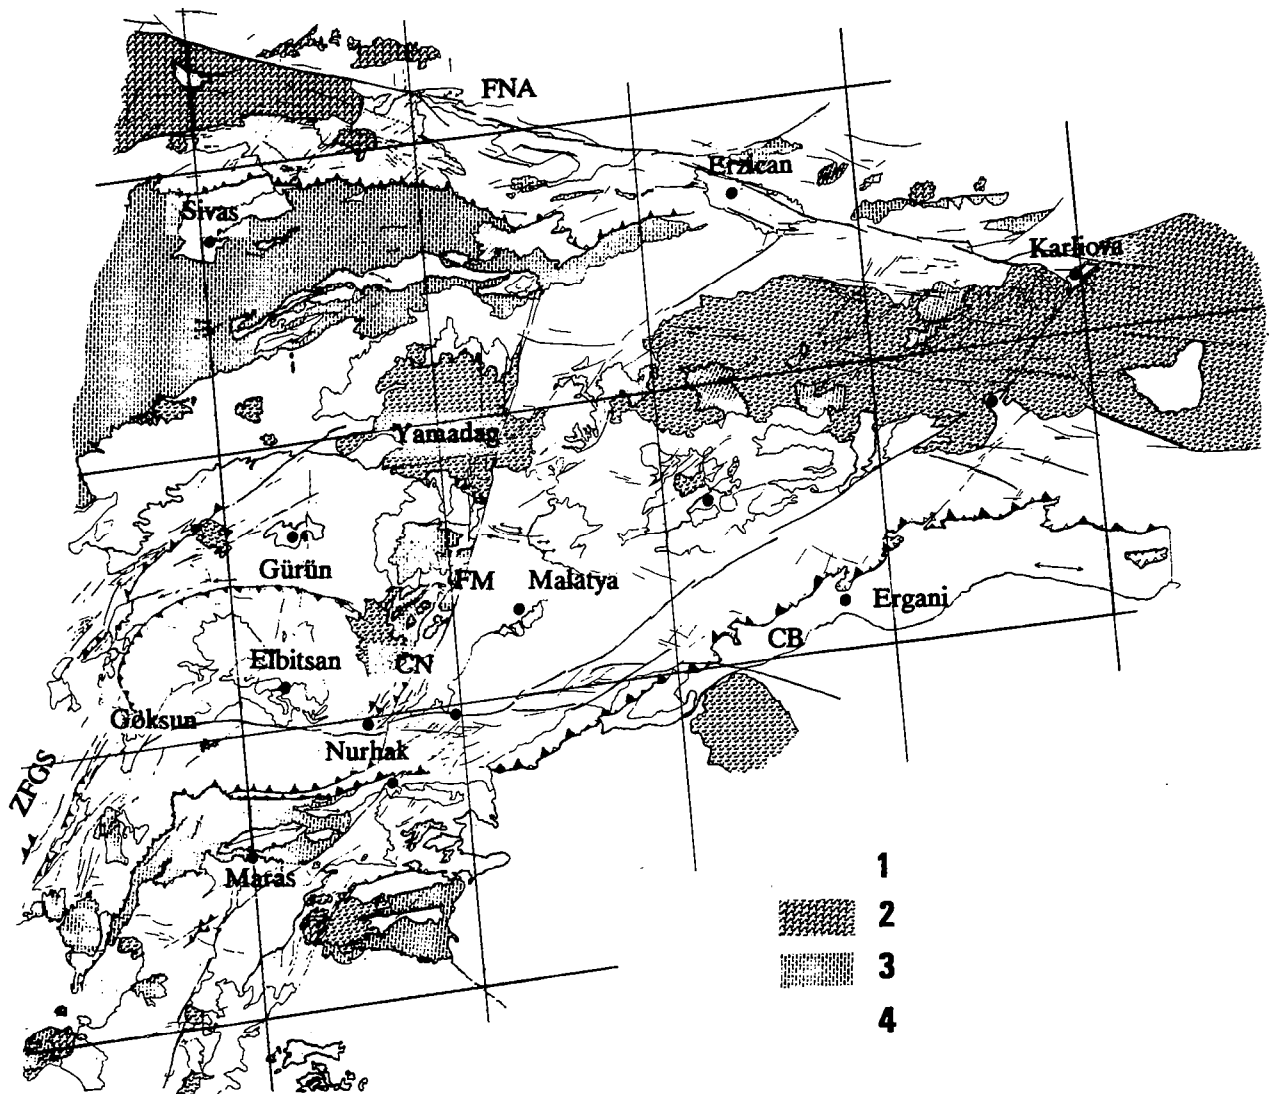 FNA
Erzican
Sivas
Karliova
Yamadag
Gürün
FM
Malatya
Ergani
CB
Elbitsan
CN
Göksun
Nurhak
ZFGS
Maras
1
2
3
4